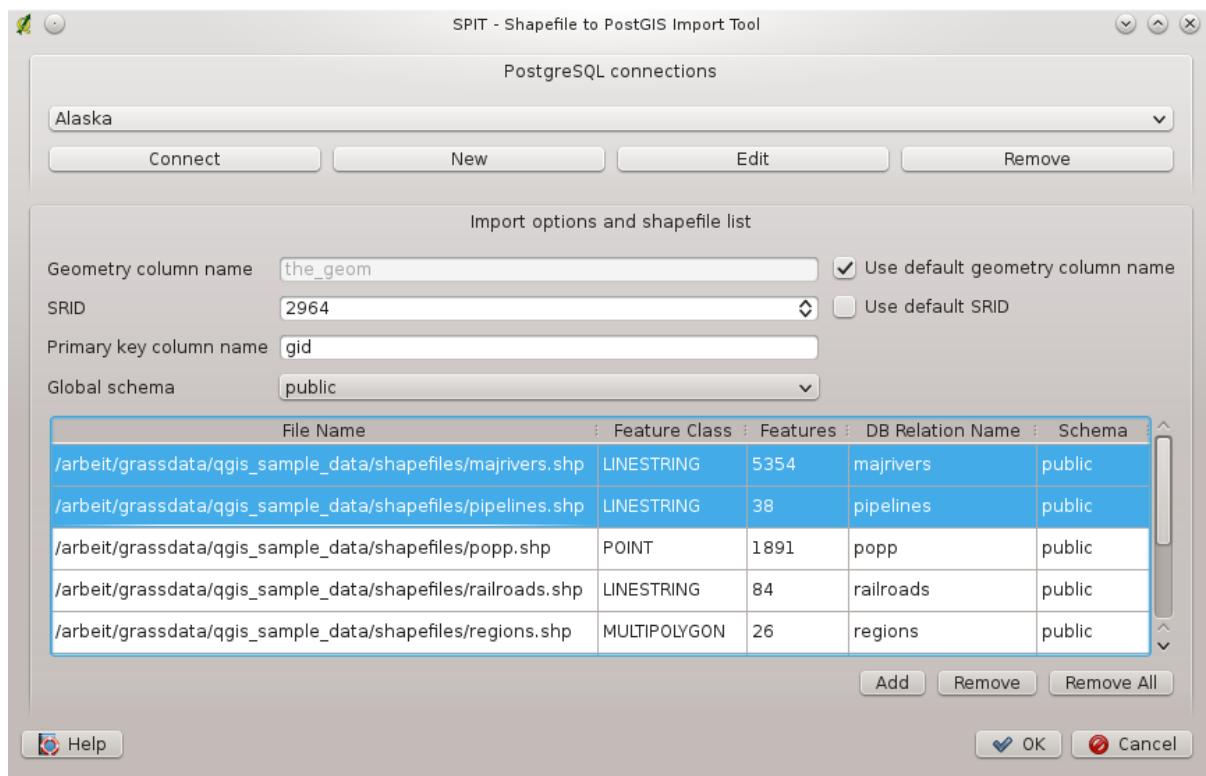 SPIT - Shapefile to PostGIS Import Tool
PostgreSQL connections
Alaska
Connect New Edit Remove
Import options and shapefile list
Geometry column name the_geom Use default geometry column name
SRID 2964 Use default SRID
Primary key column name gid
Global schema public
File Name Feature Class Features DB Relation Name Schema
/arbeit/grassdata/qgis_sample_data/shapefiles/majrivers.shp LINESTRING 5354 majrivers public
/arbeit/grassdata/qgis_sample_data/shapefiles/pipelines.shp LINESTRING 38 pipelines public
/arbeit/grassdata/qgis_sample_data/shapefiles/popp.shp POINT 1891 popp public
/arbeit/grassdata/qgis_sample_data/shapefiles/railroads.shp LINESTRING 84 railroads public
/arbeit/grassdata/qgis_sample_data/shapefiles/regions.shp MULTIPOLYGON 26 regions public
Add Remove Remove All
Help OK Cancel